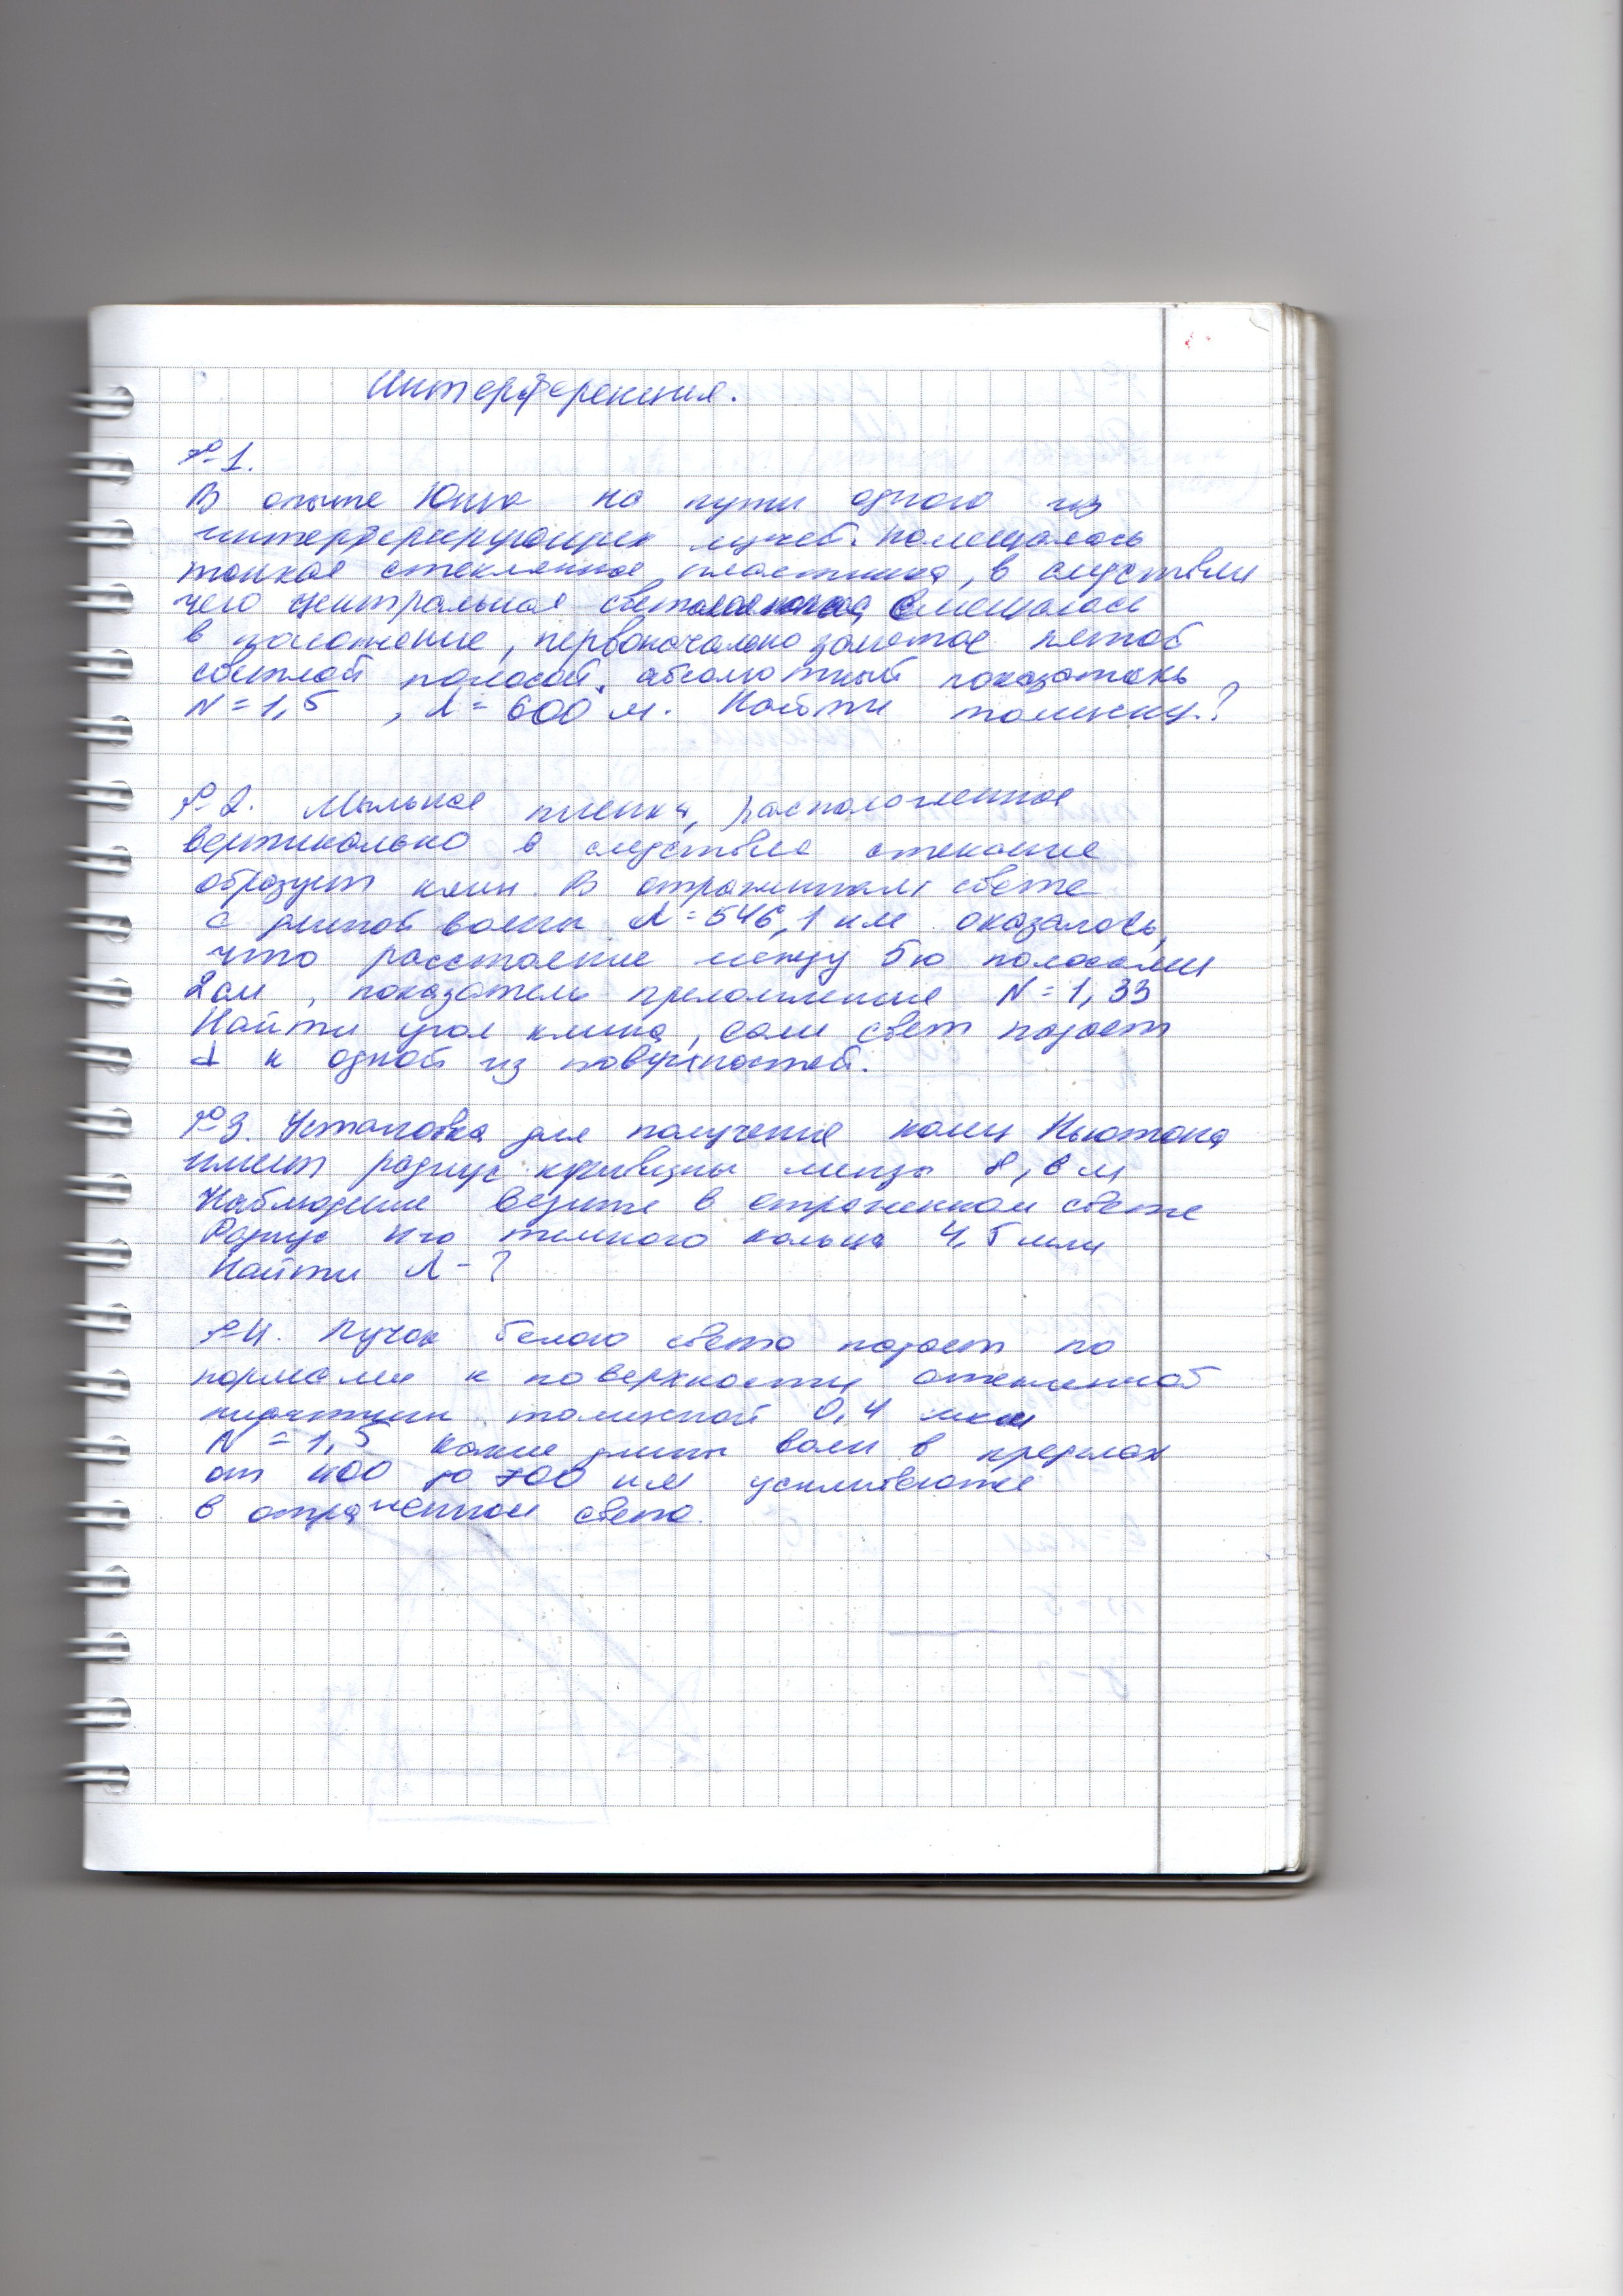 Интерференция.
№1.
В опыте Юнга на пути одного из
интерферирующих лучей помещалась
тонкая стеклянная пластинка, в следствии
чего центральная светлая полоса, смещалась
в положение, первоначально занятое пятой
светлой полосой, абсолютный показатель
N=1,5 , λ=600 м. Найти толщину?
№2. Мыльная пленка, расположенная
вертикально в следствие стекание
образует клин. В отраженном свете
с длиной волны λ=546,1 нм оказалось,
что расстояние между 5ю полосами
2см , показатель преломления N=1,33
Найти угол клина, если свет падает
⊥ к одной из поверхностей.
№3. Установка для получения колец Ньютона
имеет радиус кривизны линзы 8,6 м
Наблюдение ведите в отраженном свете
Радиус 4го темного кольца 4,5 мм
Найти λ-?
№4. Пучок белого света падает по
нормали к поверхности стеклянной
пластины толщиной 0,4 мкм
N=1,5 Какие длины волн в пределах
от 400 до 700 нм усиливаются
в отраженном света.